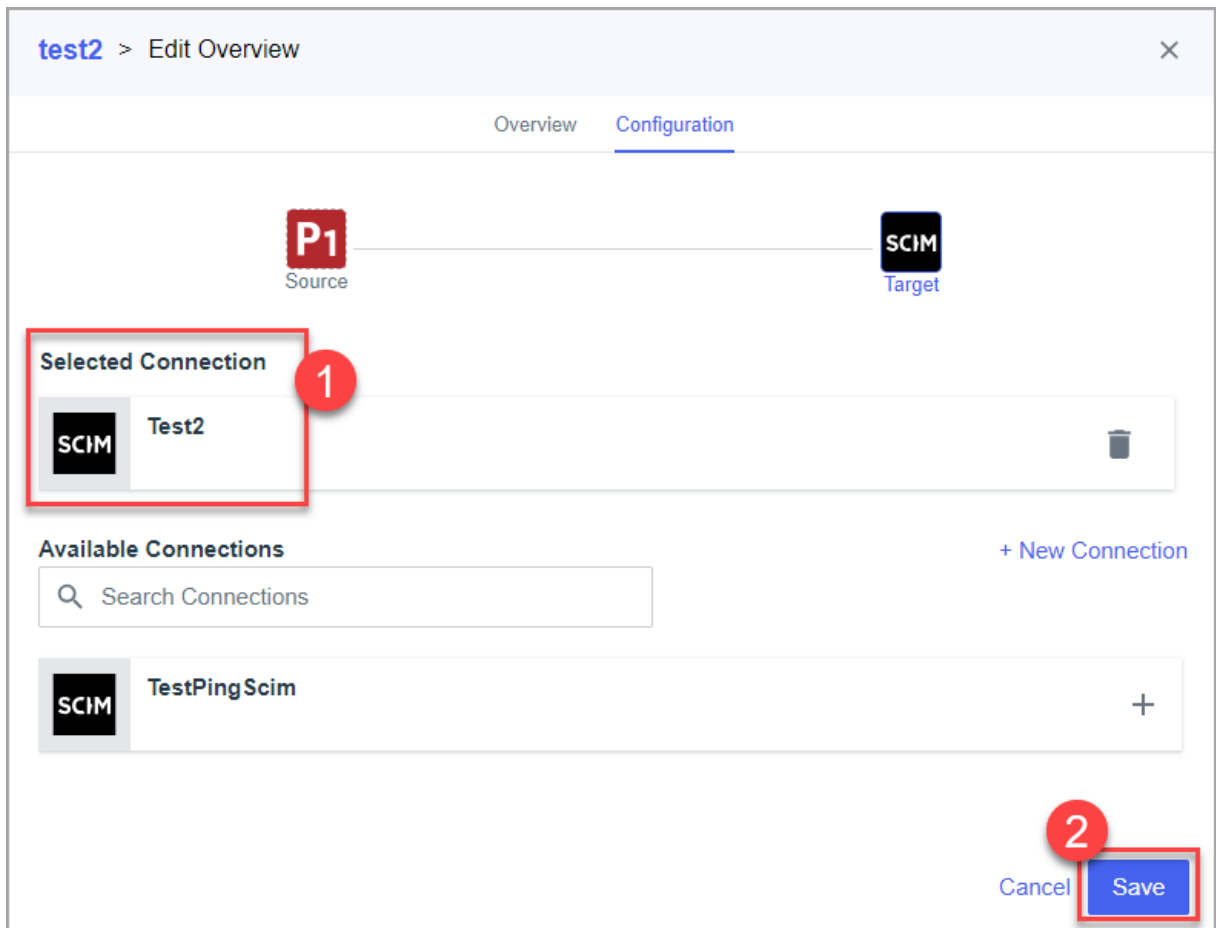 test2 > Edit Overview
Overview Configuration
P1
SCIM
Source
Target
Selected Connection
1
SCIM
Test2
Available Connections
+ New Connection
Search Connections
SCIM
TestPingScim
2
Cancel
Save